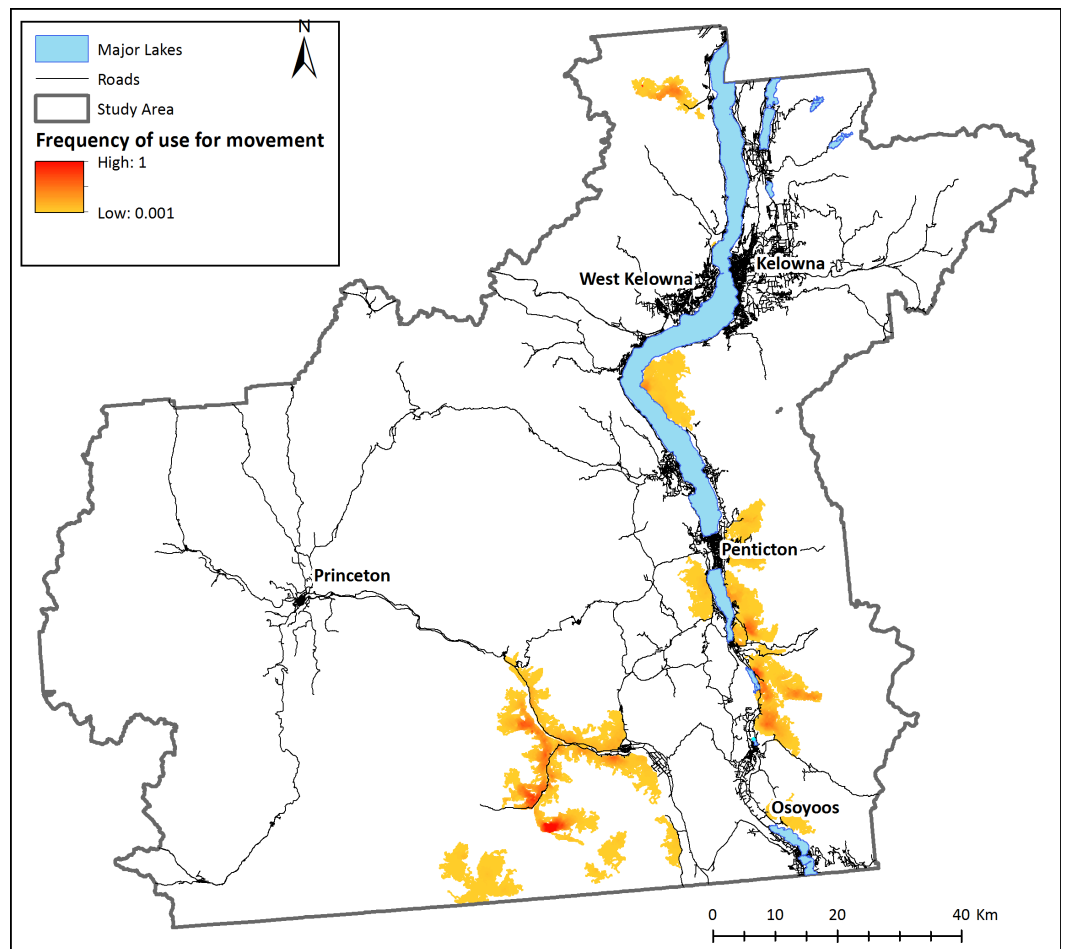 N
Major Lakes
Roads
Study Area
Frequency of use for movement
High: 1
Low: 0.001
Kelowna
West Kelowna
Penticton
Princeton
Osoyoos
0 10 20 40 Km